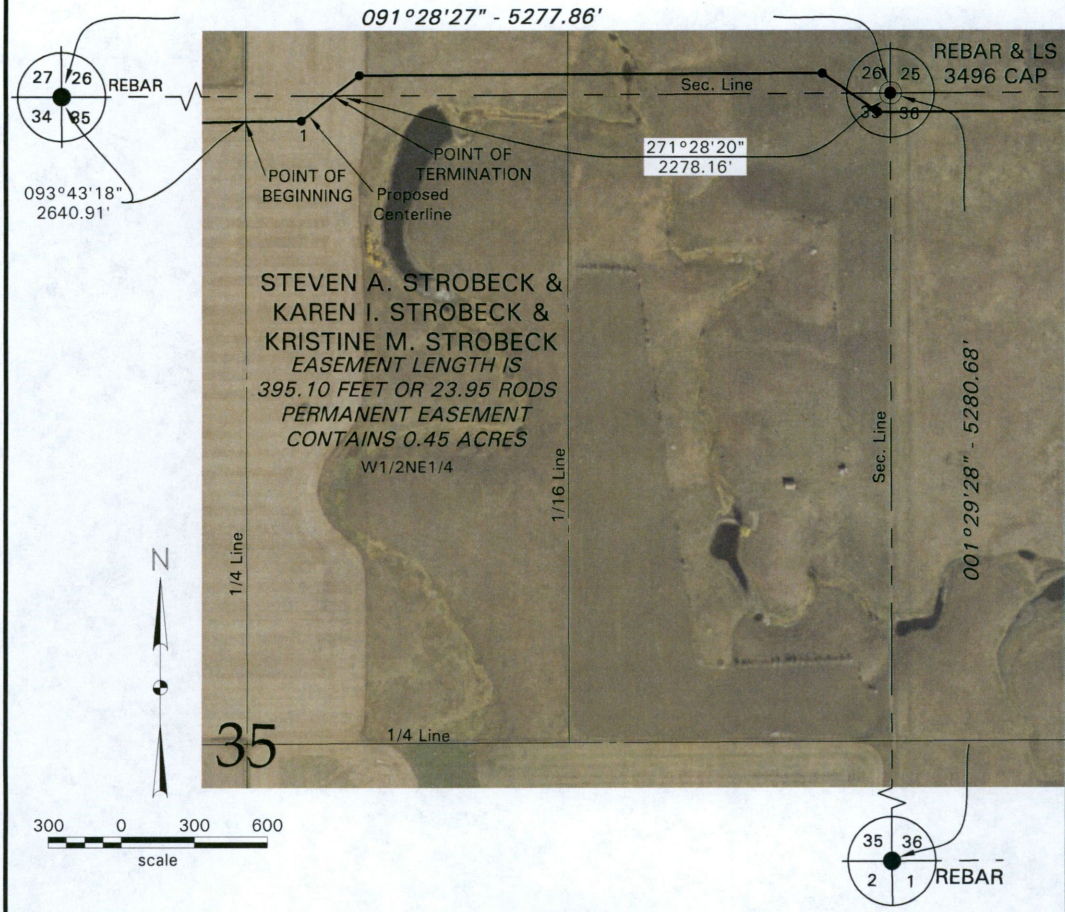 091°28'27" - 5277.86'
REBAR & LS
3496 CAP
27 26
34 35
REBAR
26 25
35 36
Sec. Line
1
271°28'20"
2278.16'
POINT OF
TERMINATION
POINT OF
BEGINNING
Proposed
Centerline
093°43'18"
2640.91'
STEVEN A. STROBECK &
KAREN I. STROBECK &
KRISTINE M. STROBECK
EASEMENT LENGTH IS
395.10 FEET OR 23.95 RODS
PERMANENT EASEMENT
CONTAINS 0.45 ACRES
W1/2NE1/4
1/16 Line
Sec. Line
001°29'28" - 5280.68'
1/4 Line
N
35
1/4 Line
300 0 300 600
scale
35 36
2 1
REBAR